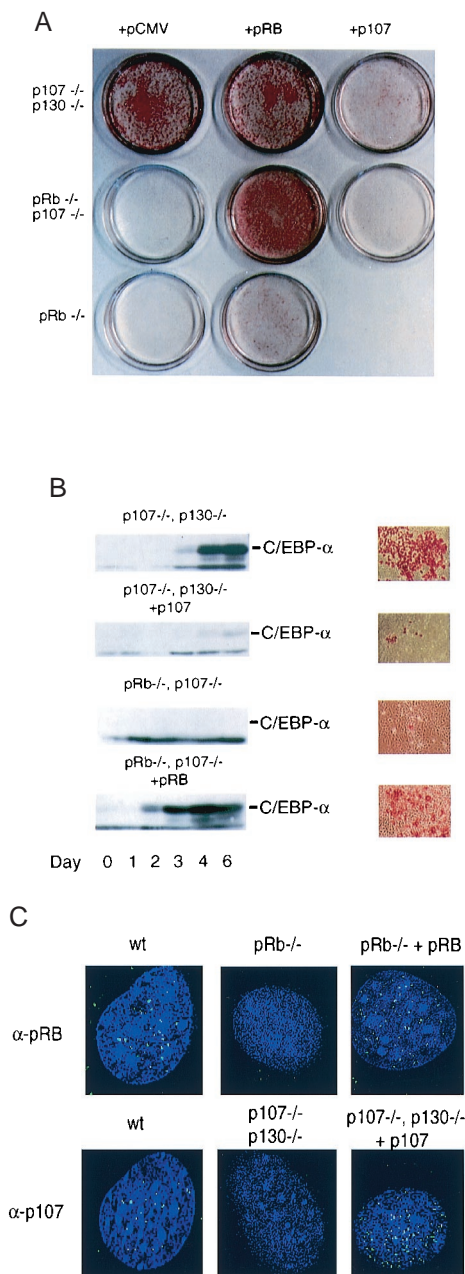 A
+pCMV +pRB +p107
p107 -/-
p130 -/-
pRb -/-
p107 -/-
pRb -/-
B
p107-/-, p130-/-
C/EBP-α
p107-/-, p130-/-
+p107
C/EBP-α
pRb-/-, p107-/-
C/EBP-α
pRb-/-, p107-/-
+pRB
C/EBP-α
Day 0 1 2 3 4 6
C
wt pRb-/- pRb-/- + pRB
α-pRB
wt p107-/- p107-/-, p130-/-
p130-/- + p107
α-p107